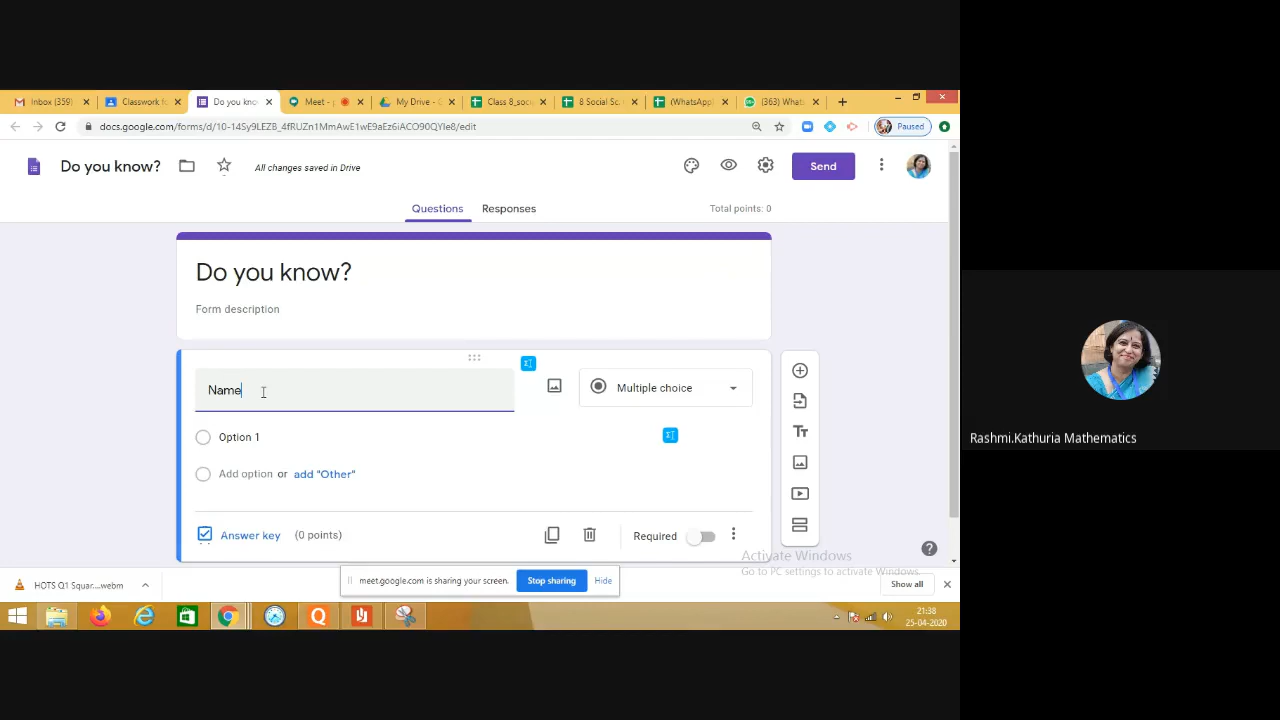 Inbox (359)
Classwork fo
Do you kno
Meet - p
My Drive - G
Class 8_soci
8 Social Sc.
(WhatsApp
(363) Whats
docs.google.com/forms/d/10-14Sy9LEZB_4fRUZn1MmAwE1wE9aEz6iACO90QYIe8/edit
Paused
Do you know?
All changes saved in Drive
Send
Questions
Responses
Total points: 0
Do you know?
Form description
Name
Multiple choice
Option 1
Add option or add "Other"
Answer key (0 points)
Required
Activate Windows
Go to PC settings to activate Windows.
HOTS Q1 Squar....webm
meet.google.com is sharing your screen.
Stop sharing
Hide
Show all
21:38
25-04-2020
Rashmi.Kathuria Mathematics